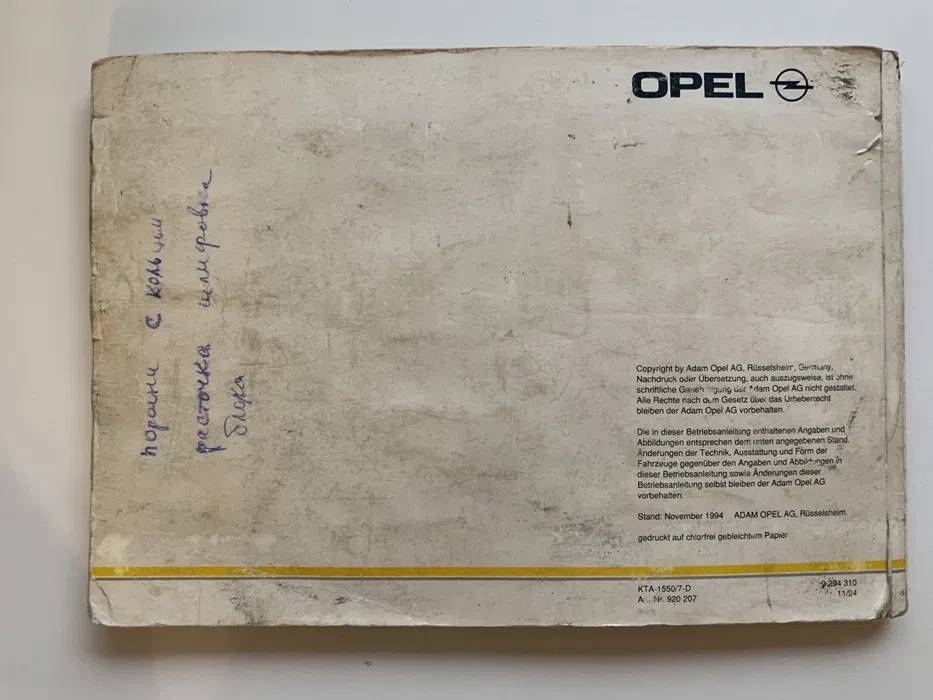 OPEL
поршни с кольцами
расточка шлифовка
блока
Copyright by Adam Opel AG, Rüsselsheim, Germany.
Nachdruck oder Übersetzung, auch auszugsweise, ist ohne
schriftliche Genehmigung der Adam Opel AG nicht gestattet.
Alle Rechte nach dem Gesetz über das Urheberrecht
bleiben der Adam Opel AG vorbehalten.
Die in dieser Betriebsanleitung enthaltenen Angaben und
Abbildungen entsprechen dem unten angegebenen Stand.
Änderungen der Technik, Ausstattung und Form der
Fahrzeuge gegenüber den Angaben und Abbildungen in
dieser Betriebsanleitung sowie Änderungen dieser
Betriebsanleitung selbst bleiben der Adam Opel AG
vorbehalten.
Stand: November 1994 ADAM OPEL AG, Rüsselsheim.
gedruckt auf chlorfrei gebleichtem Papier
KTA-1550/7-D
Nr. 920 207
9 294 310
11/94